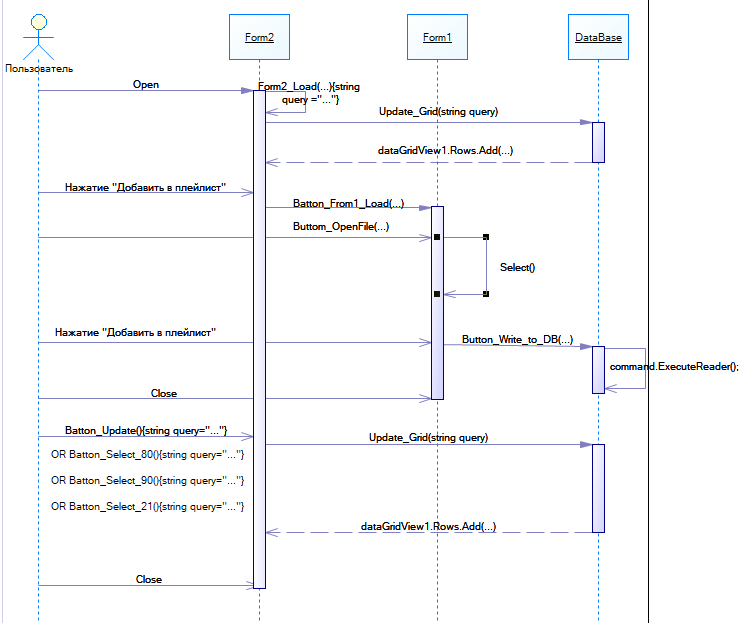 Form2
Form1
DataBase
Пользователь
Open
Form2_Load(...){string
query ="..."}
Update_Grid(string query)
dataGridView1.Rows.Add(...)
Нажатие "Добавить в плейлист"
Batton_From1_Load(...)
Buttom_OpenFile(...)
Select()
Нажатие "Добавить в плейлист"
Button_Write_to_DB(...)
command.ExecuteReader();
Close
Batton_Update(){string query="..."}
Update_Grid(string query)
OR Batton_Select_80(){string query="..."}
OR Batton_Select_90(){string query="..."}
OR Batton_Select_21(){string query="..."}
dataGridView1.Rows.Add(...)
Close